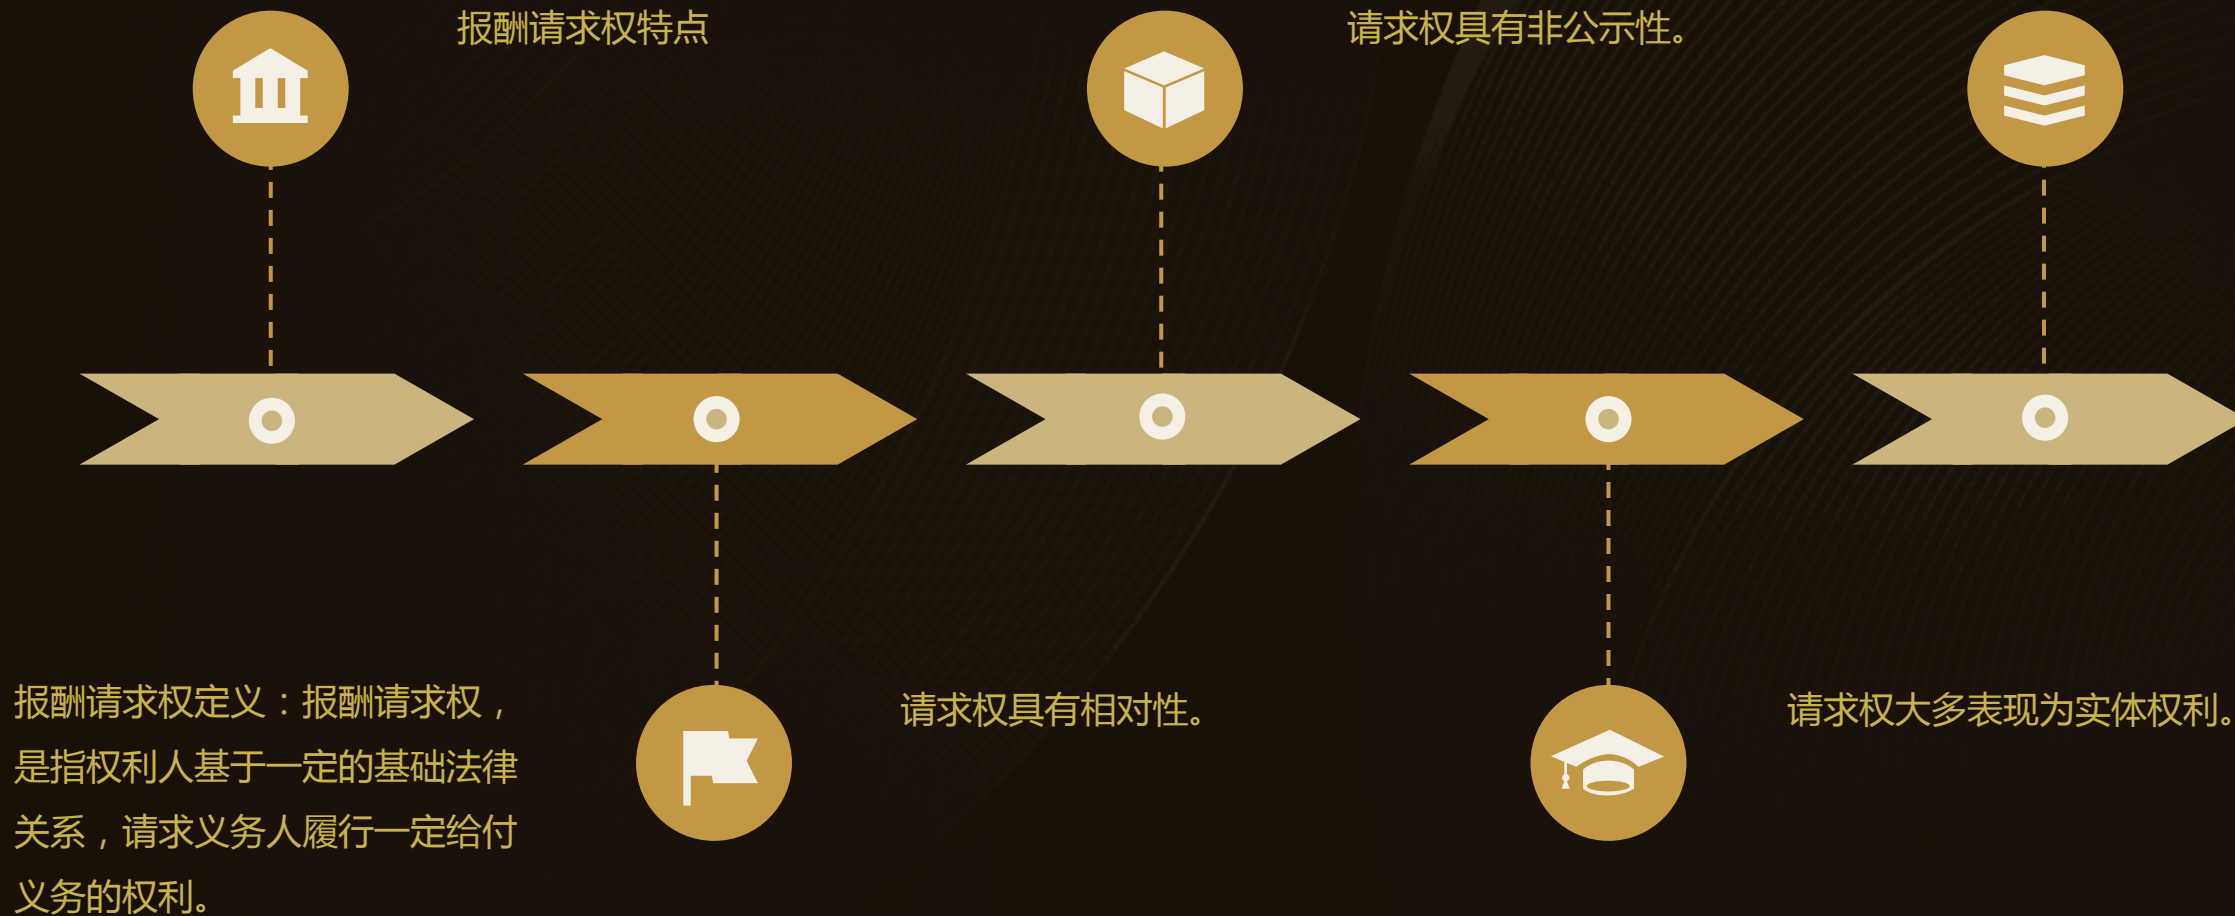 报酬请求权定义：报酬请求权，
是指权利人基于一定的基础法律
关系，请求义务人履行一定给付
义务的权利。
报酬请求权特点
请求权具有相对性。
请求权具有非公示性。
请求权大多表现为实体权利。